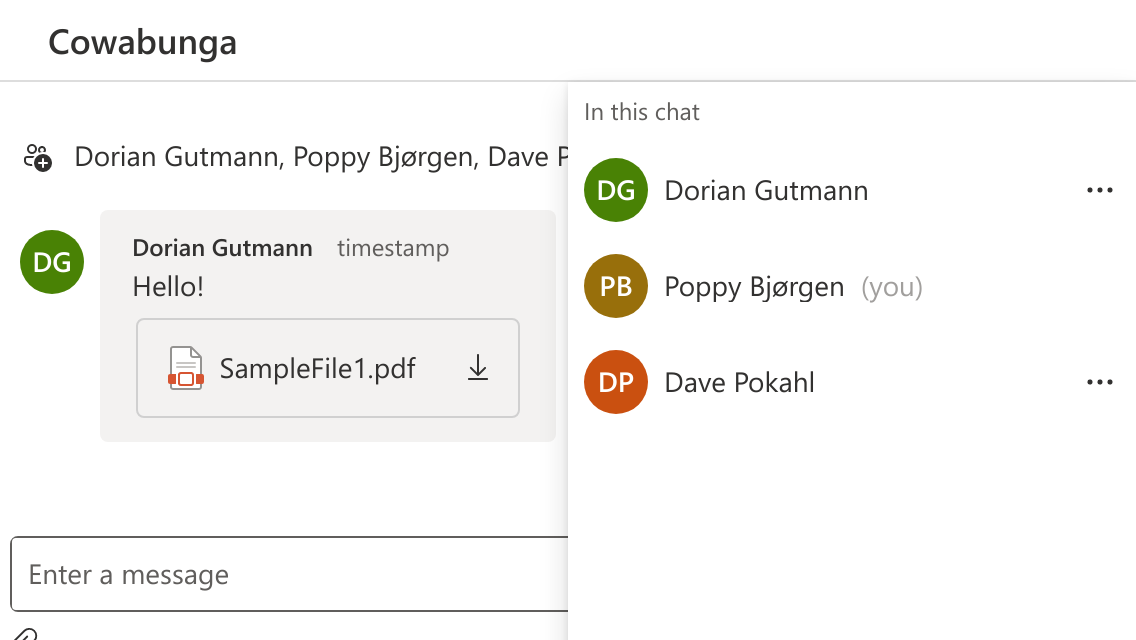 Cowabunga
Dorian Gutmann, Poppy Bjørgen, Dave P
DG
Dorian Gutmann timestamp
Hello!
SampleFile1.pdf
Enter a message
In this chat
DG Dorian Gutmann
PB Poppy Bjørgen (you)
DP Dave Pokahl